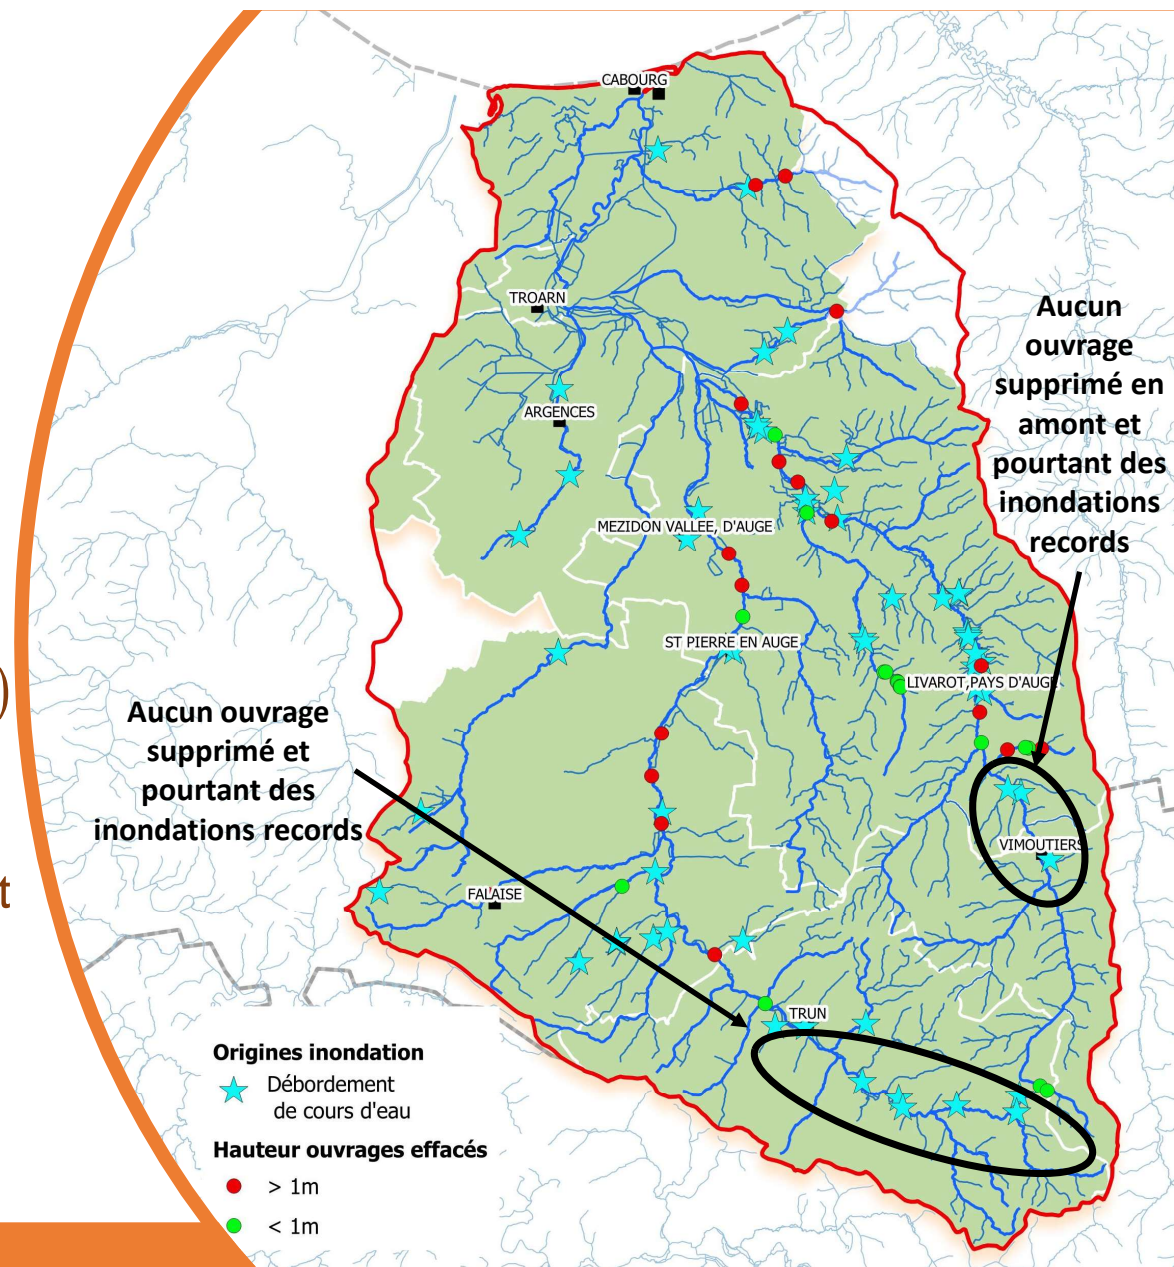 CABOURG
TROARN
Aucun
ouvrage
supprimé en
amont et
pourtant des
inondations
records
ARGENCES
MEZIDON VALLEE, D'AUGE
ST PIERRE EN AUGE
LIVAROT,PAYS D'AUGE
)
Aucun ouvrage
supprimé et
pourtant des
inondations records
VIMOUTIERS
t
FALAISE
TRUN
Origines inondation
Débordement
de cours d'eau
Hauteur ouvrages effacés
> 1m
< 1m